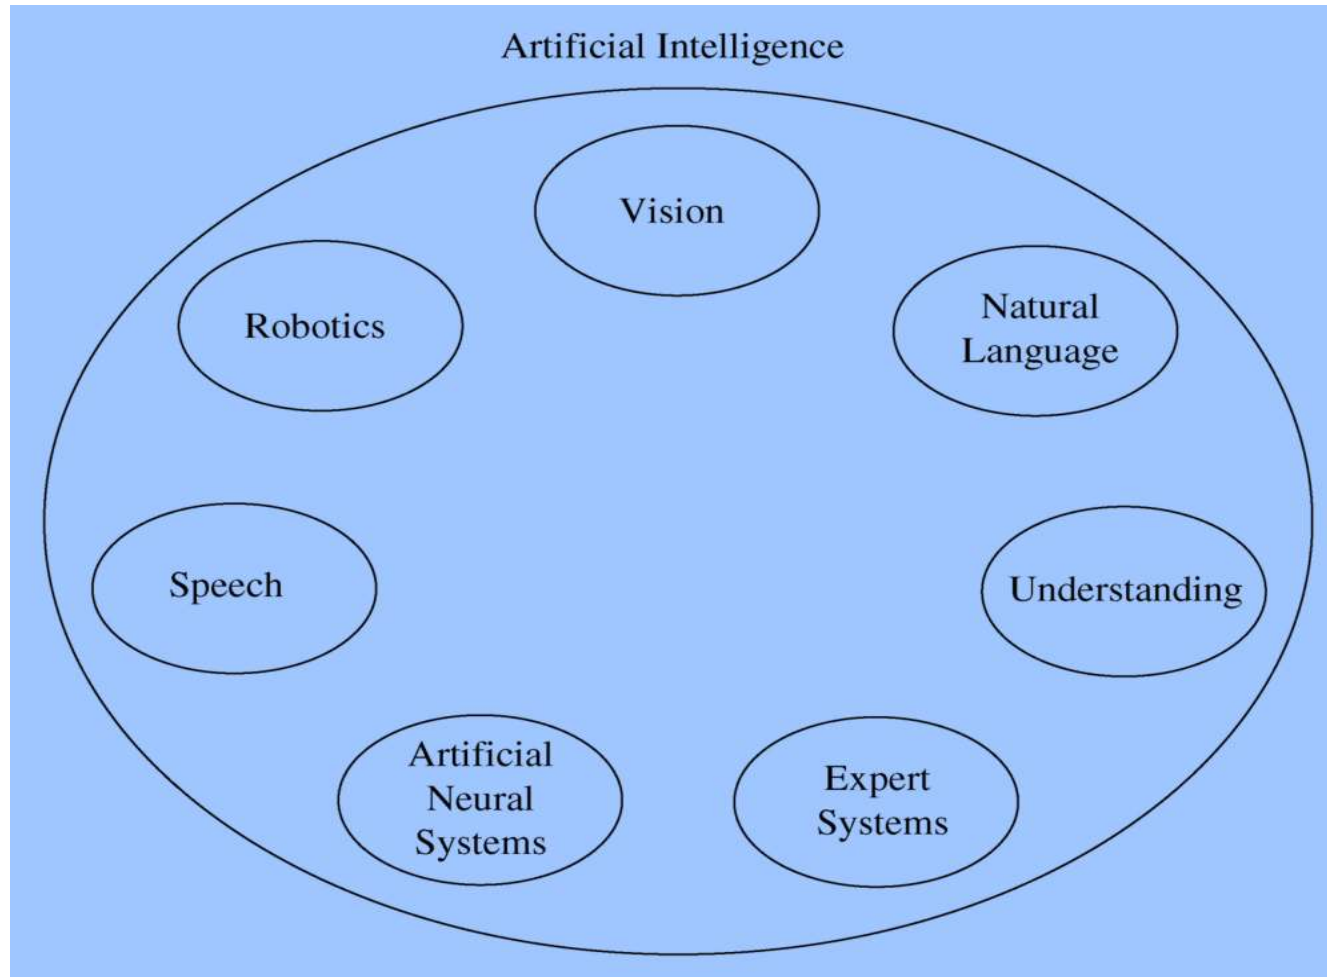 Artificial Intelligence
Vision
Robotics
Natural
Language
Speech
Understanding
Artificial
Neural
Systems
Expert
Systems